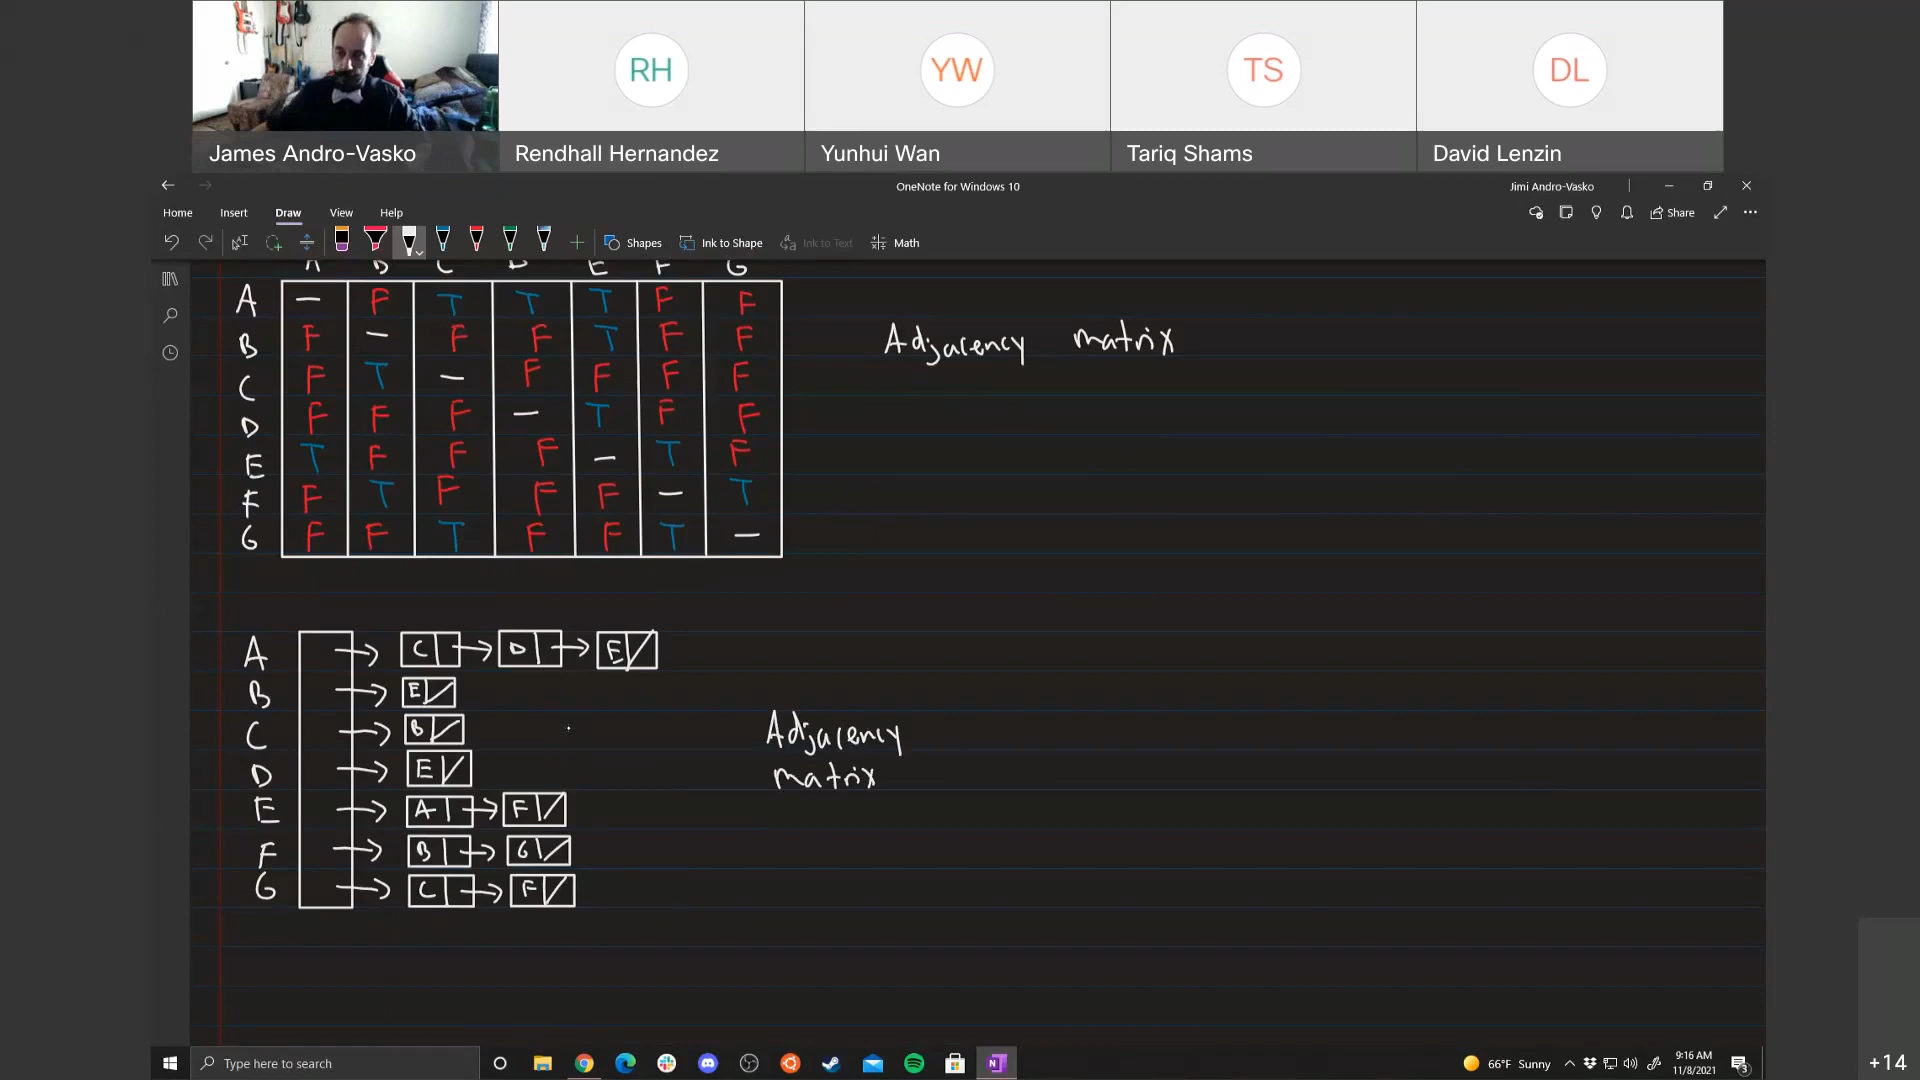 RH
YW
TS
DL
James Andro-Vasko
Rendhall Hernandez
Yunhui Wan
Tariq Shams
David Lenzin
OneNote for Windows 10
Jimi Andro-Vasko
Home Insert Draw View Help
Share
Shapes Ink to Shape Ink to Text Math
A B C D E F G
A — F T T T F F
B F — F F T F F
C F T — F F F F
D F F F — T F F
E T F F F — T F
F F T F F F — T
G F F T F F T —
Adjacency matrix
A C D E
B E
C B
D E
E A F
F B G
G C F
Adjacency
matrix
Type here to search
66°F Sunny
9:16 AM
11/8/2021
3
+14